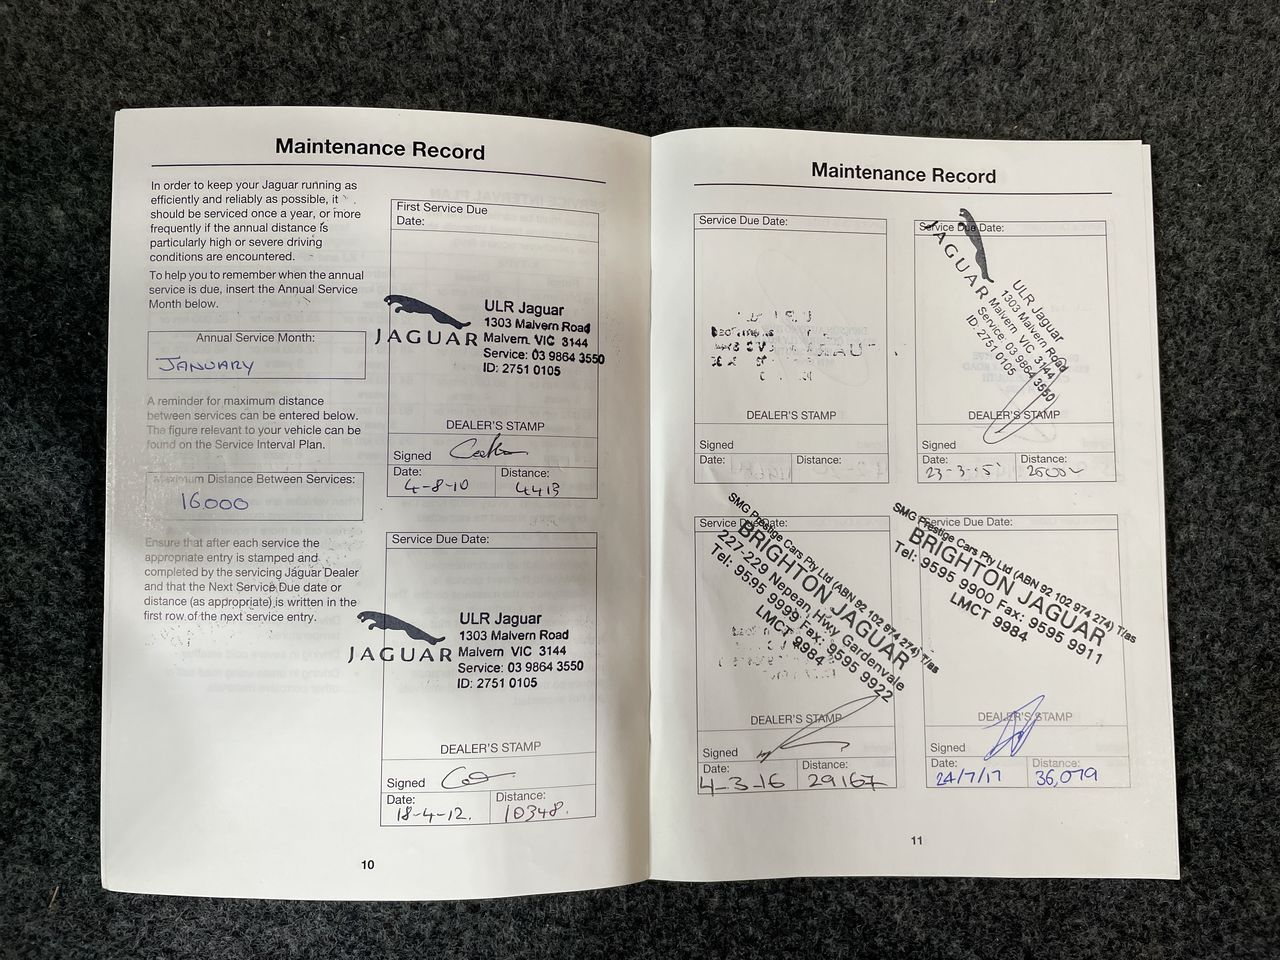 Maintenance Record
In order to keep your Jaguar running as
efficiently and reliably as possible, it
should be serviced once a year, or more
frequently if the annual distance is
particularly high or severe driving
conditions are encountered.
To help you to remember when the annual
service is due, insert the Annual Service
Month below.
Annual Service Month:
JANUARY
A reminder for maximum distance
between services can be entered below.
The figure relevant to your vehicle can be
found on the Service Interval Plan.
Maximum Distance Between Services:
16000
Ensure that after each service the
appropriate entry is stamped and
completed by the servicing Jaguar Dealer
and that the Next Service Due date or
distance (as appropriate) is written in the
first row of the next service entry.
First Service Due
Date:
JAGUAR
ULR Jaguar
1303 Malvern Road
Malvern VIC 3144
Service: 03 9864 3550
ID: 2751 0105
DEALER'S STAMP
Signed
Date: Distance:
4-8-10 4413
Service Due Date:
JAGUAR
ULR Jaguar
1303 Malvern Road
Malvern VIC 3144
Service: 03 9864 3550
ID: 2751 0105
DEALER'S STAMP
Signed
Date: Distance:
18-4-12. 10348.
10
Maintenance Record
Service Due Date:
DEALER'S STAMP
Signed
Date: Distance:
Service Due Date:
JAGUAR
ULR Jaguar
1303 Malvern Road
Malvern VIC 3144
Service: 03 9864 3550
ID: 2751 0105
DEALER'S STAMP
Signed
Date: Distance:
Service Due Date:
SMG Prestige Cars Pty Ltd (ABN 92 102 974 274) T/as
BRIGHTON JAGUAR
227-229 Nepean Hwy Gardenvale
Tel: 9595 9999 Fax: 9595 9922
LMCT 9984
DEALER'S STAMP
Signed
Date: Distance:
4-3-16 29167
Service Due Date:
SMG Prestige Cars Pty Ltd (ABN 92 102 974 274) T/as
BRIGHTON JAGUAR
Tel: 9595 9900 Fax: 9595 9911
LMCT 9984
DEALER'S STAMP
Signed
Date: Distance:
24/7/17 36,079
11